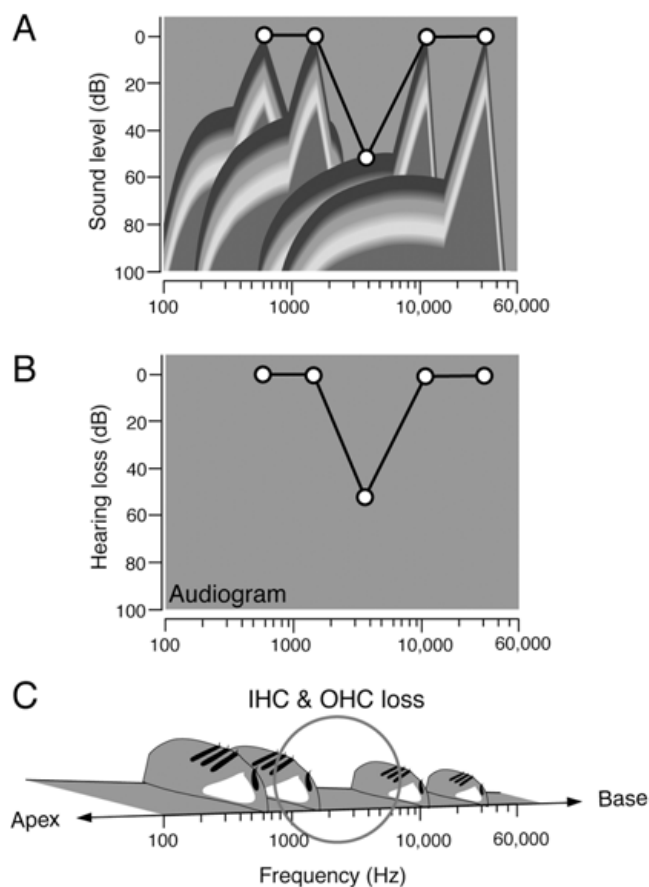 A
Sound level (dB)
0
20
40
60
80
100
100
1000
10,000
60,000
B
Hearing loss (dB)
0
20
40
60
80
100
Audiogram
100
1000
10,000
60,000
C
IHC & OHC loss
Apex
Base
100
1000
10,000
60,000
Frequency (Hz)